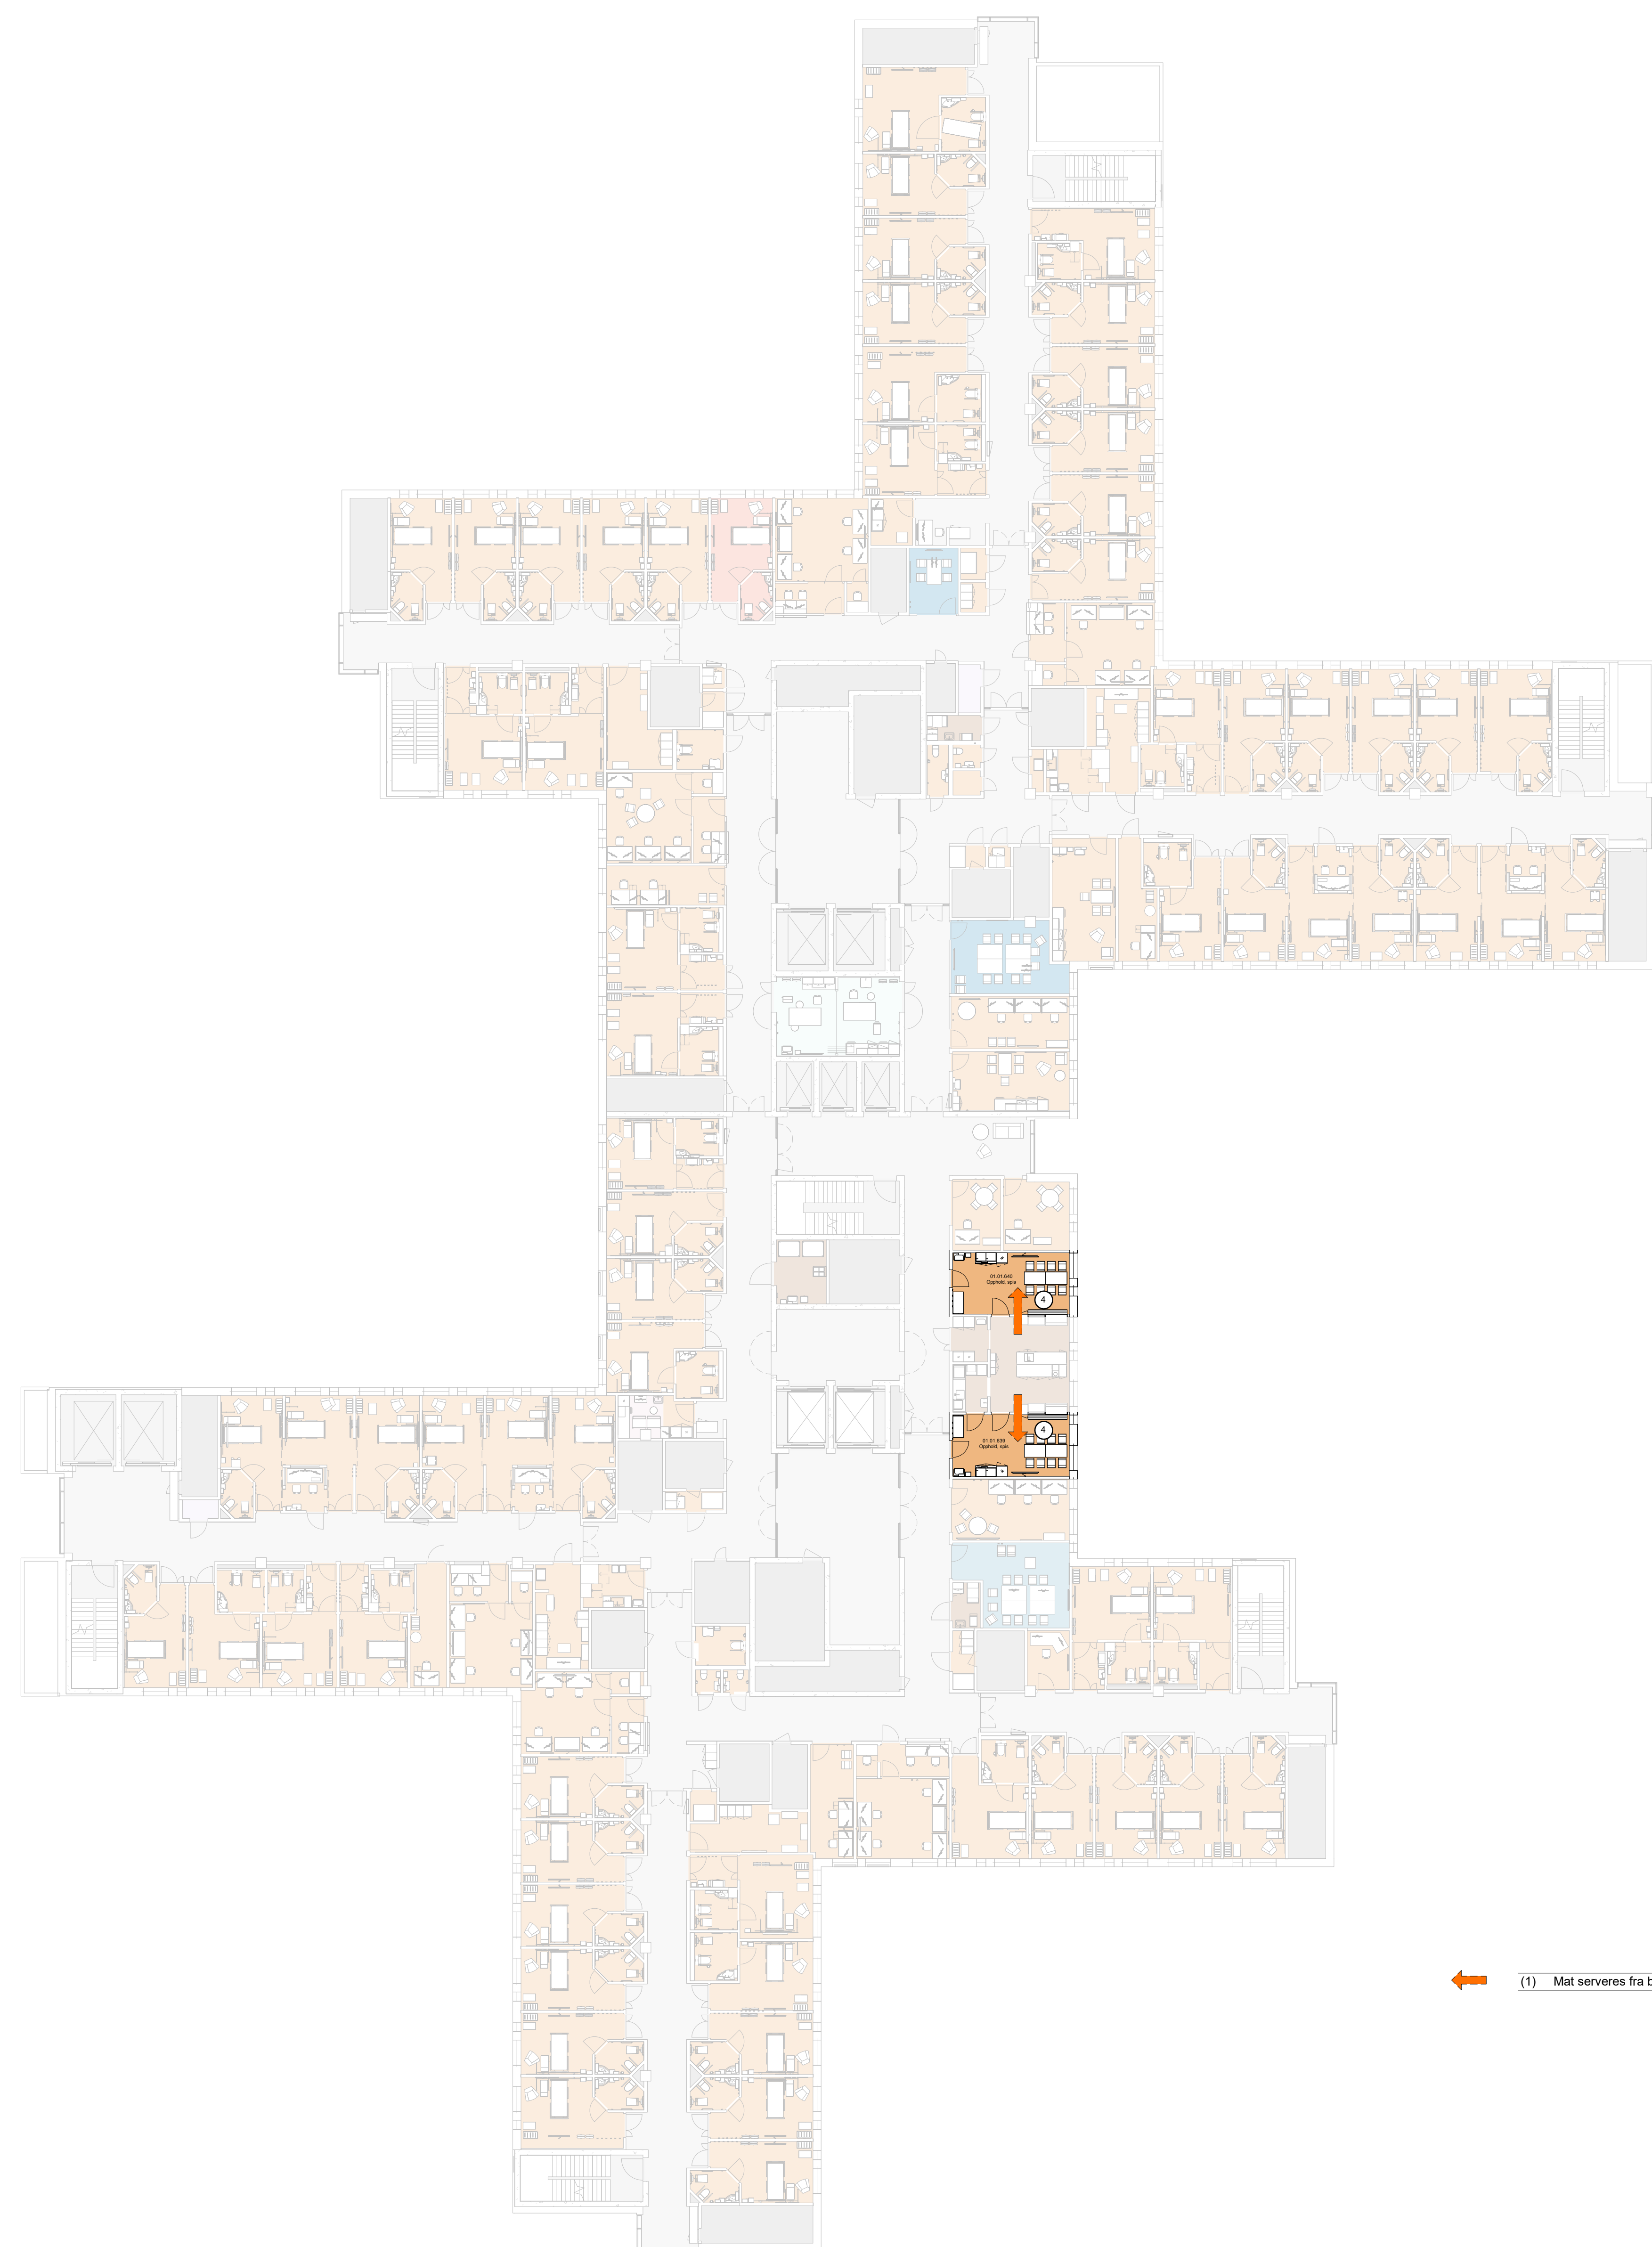 01.01.640
Opphold, spis
4
4
01.01.639
Opphold, spis
(1) Mat serveres fra b